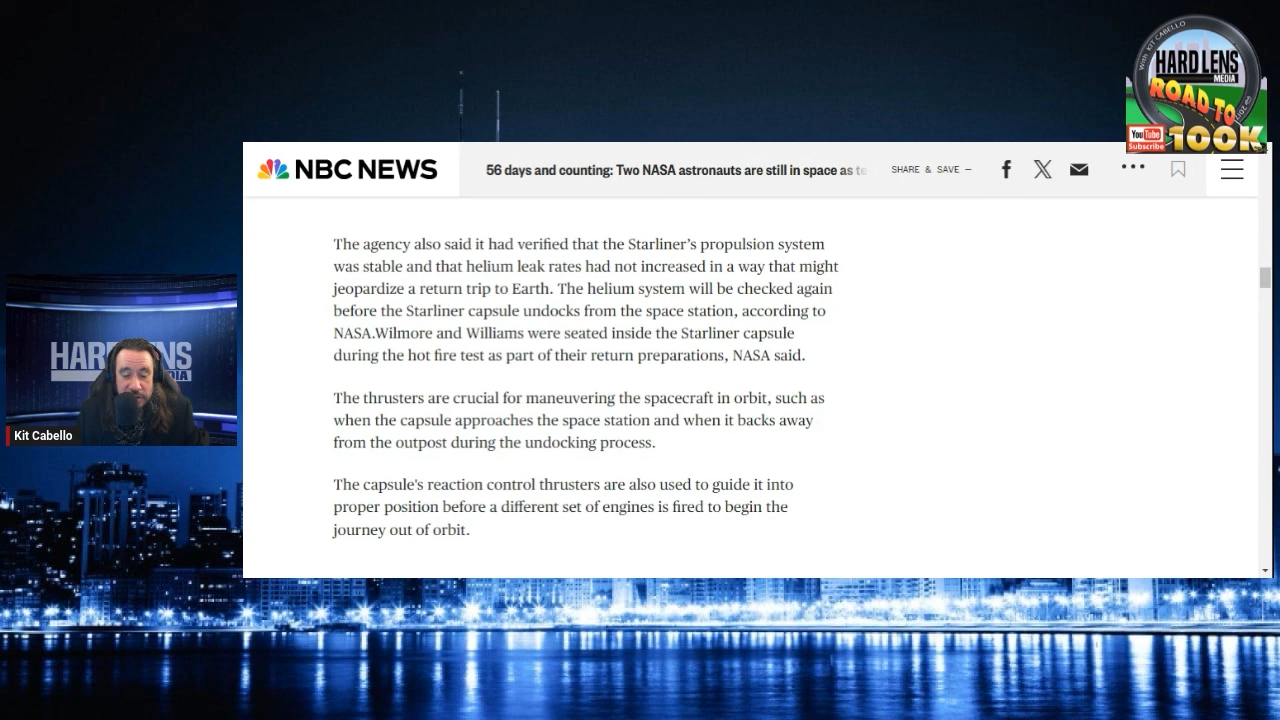 With KIT CABELLO
HARD LENS
MEDIA
ROAD TO
100K
YouTube
Subscribe
NBC NEWS
56 days and counting: Two NASA astronauts are still in space as te
SHARE & SAVE —
The agency also said it had verified that the Starliner’s propulsion system
was stable and that helium leak rates had not increased in a way that might
jeopardize a return trip to Earth. The helium system will be checked again
before the Starliner capsule undocks from the space station, according to
NASA.Wilmore and Williams were seated inside the Starliner capsule
during the hot fire test as part of their return preparations, NASA said.
The thrusters are crucial for maneuvering the spacecraft in orbit, such as
when the capsule approaches the space station and when it backs away
from the outpost during the undocking process.
The capsule's reaction control thrusters are also used to guide it into
proper position before a different set of engines is fired to begin the
journey out of orbit.
Kit Cabello